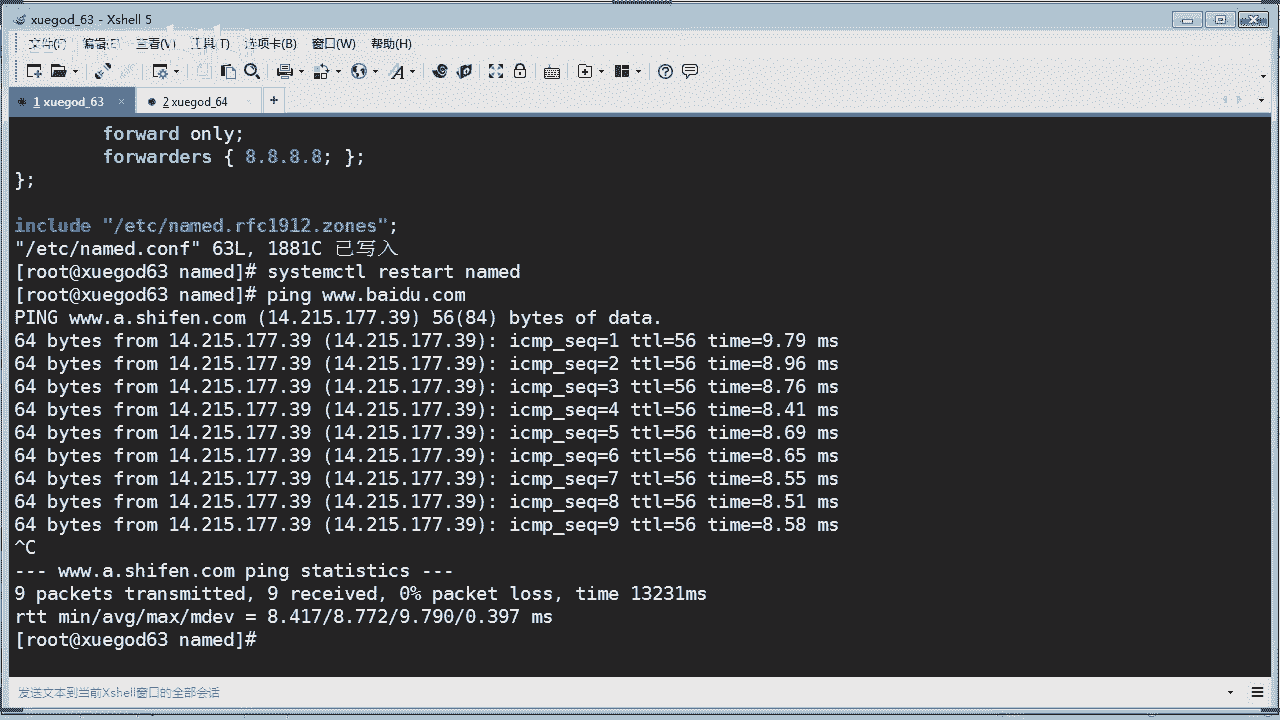 xuegod_63 - Xshell 5
文件(F) 编辑(E) 查看(V) 工具(T) 选项卡(B) 窗口(W) 帮助(H)
1 xuegod_63 × 2 xuegod_64 +
forward only;
forwarders { 8.8.8.8; };
};
include "/etc/named.rfc1912.zones";
"/etc/named.conf" 63L, 1881C 已写入
[root@xuegod63 named]# systemctl restart named
[root@xuegod63 named]# ping www.baidu.com
PING www.a.shifen.com (14.215.177.39) 56(84) bytes of data.
64 bytes from 14.215.177.39 (14.215.177.39): icmp_seq=1 ttl=56 time=9.79 ms
64 bytes from 14.215.177.39 (14.215.177.39): icmp_seq=2 ttl=56 time=8.96 ms
64 bytes from 14.215.177.39 (14.215.177.39): icmp_seq=3 ttl=56 time=8.76 ms
64 bytes from 14.215.177.39 (14.215.177.39): icmp_seq=4 ttl=56 time=8.41 ms
64 bytes from 14.215.177.39 (14.215.177.39): icmp_seq=5 ttl=56 time=8.69 ms
64 bytes from 14.215.177.39 (14.215.177.39): icmp_seq=6 ttl=56 time=8.65 ms
64 bytes from 14.215.177.39 (14.215.177.39): icmp_seq=7 ttl=56 time=8.55 ms
64 bytes from 14.215.177.39 (14.215.177.39): icmp_seq=8 ttl=56 time=8.51 ms
64 bytes from 14.215.177.39 (14.215.177.39): icmp_seq=9 ttl=56 time=8.58 ms
^C
--- www.a.shifen.com ping statistics ---
9 packets transmitted, 9 received, 0% packet loss, time 13231ms
rtt min/avg/max/mdev = 8.417/8.772/9.790/0.397 ms
[root@xuegod63 named]#
发送文本到当前Xshell窗口的全部会话